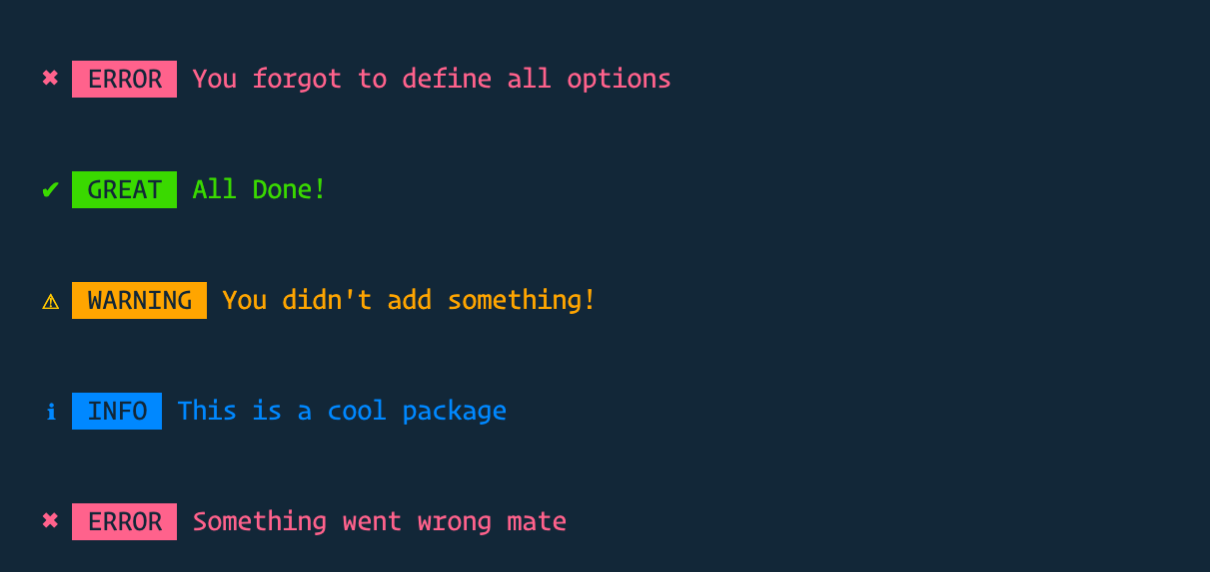 ✖ ERROR You forgot to define all options
✔ GREAT All Done!
⚠ WARNING You didn't add something!
ℹ INFO This is a cool package
✖ ERROR Something went wrong mate